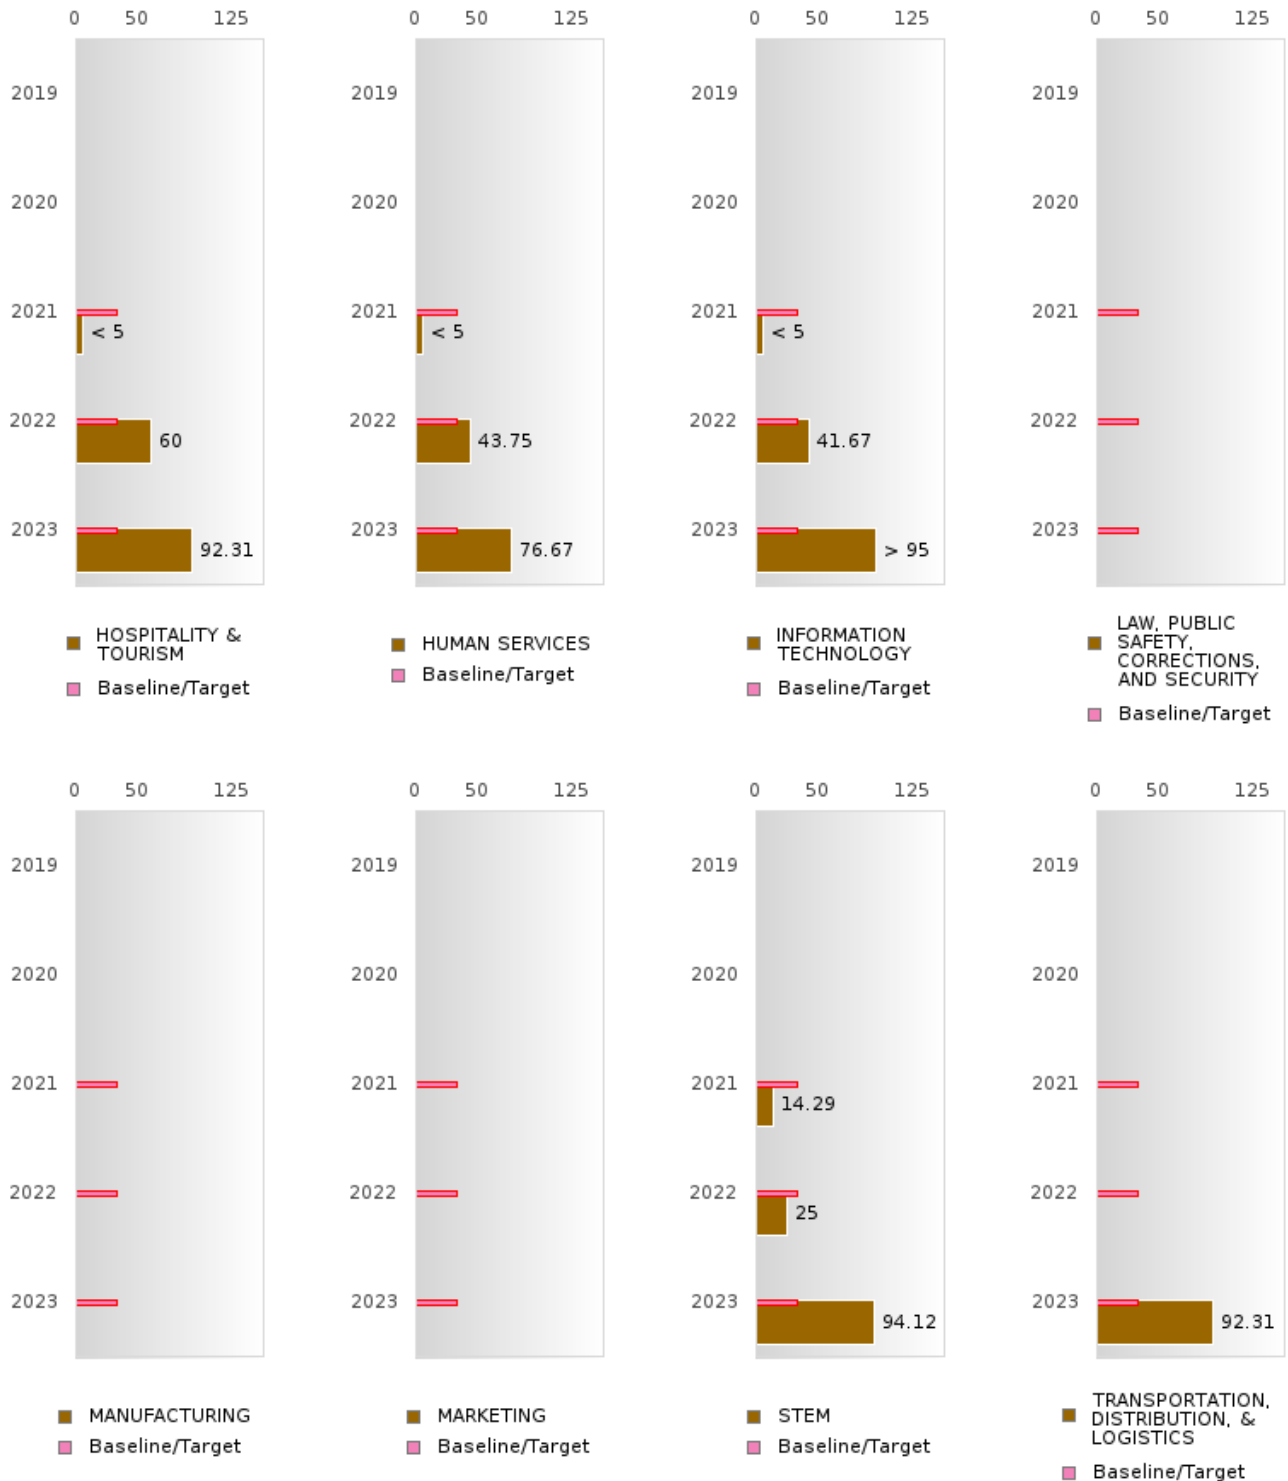 0 50 125 0 50 125 0 50 125 0 50 125
2019 2019 2019 2019
2020 2020 2020 2020
2021 2021 2021 2021
< 5 < 5 < 5
2022 2022 2022 2022
60 43.75 41.67
2023 2023 2023 2023
92.31 76.67 > 95
HOSPITALITY &
TOURISM
Baseline/Target
HUMAN SERVICES
Baseline/Target
INFORMATION
TECHNOLOGY
Baseline/Target
LAW, PUBLIC
SAFETY,
CORRECTIONS,
AND SECURITY
Baseline/Target
0 50 125 0 50 125 0 50 125 0 50 125
2019 2019 2019 2019
2020 2020 2020 2020
2021 2021 2021 2021
14.29
2022 2022 2022 2022
25
2023 2023 2023 2023
94.12 92.31
MANUFACTURING
Baseline/Target
MARKETING
Baseline/Target
STEM
Baseline/Target
TRANSPORTATION,
DISTRIBUTION, &
LOGISTICS
Baseline/Target